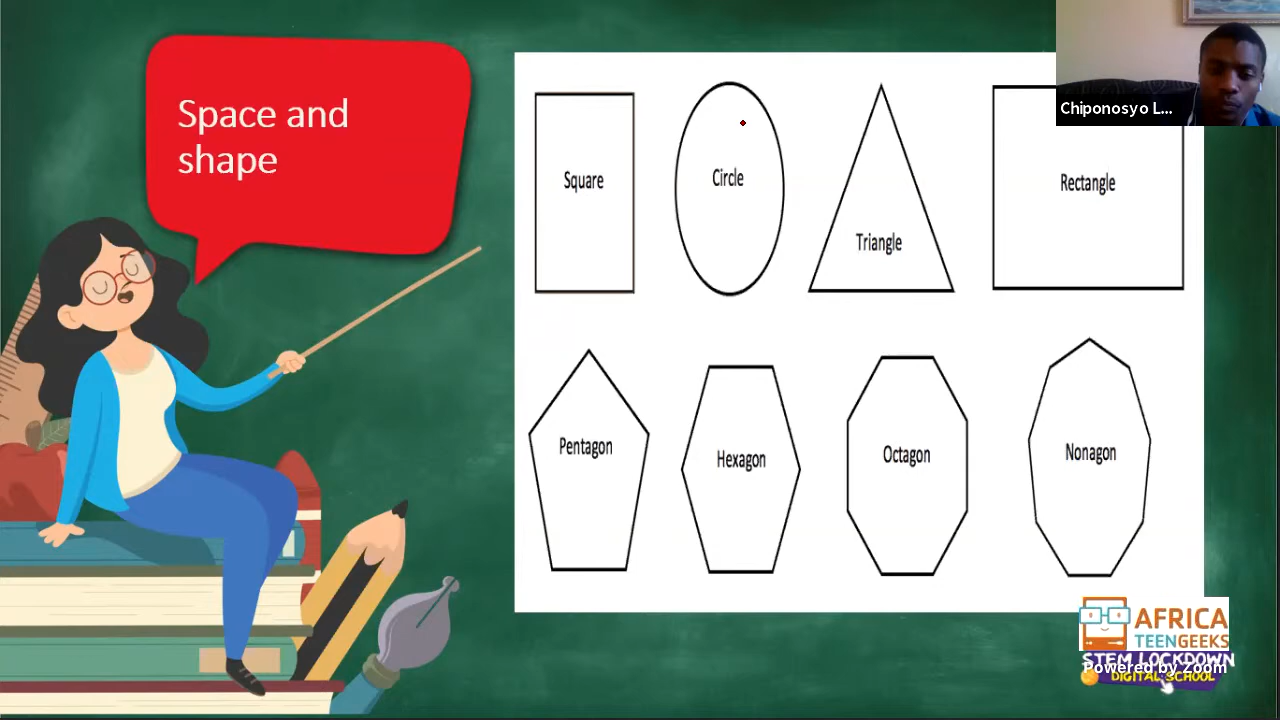 Space and
shape
Square
Circle
Triangle
Rectangle
Chiponosyo L...
Pentagon
Hexagon
Octagon
Nonagon
AFRICA
TEENGEEKS
STEM LOCKDOWN
Powered by Zoom
DIGITAL SCHOOL